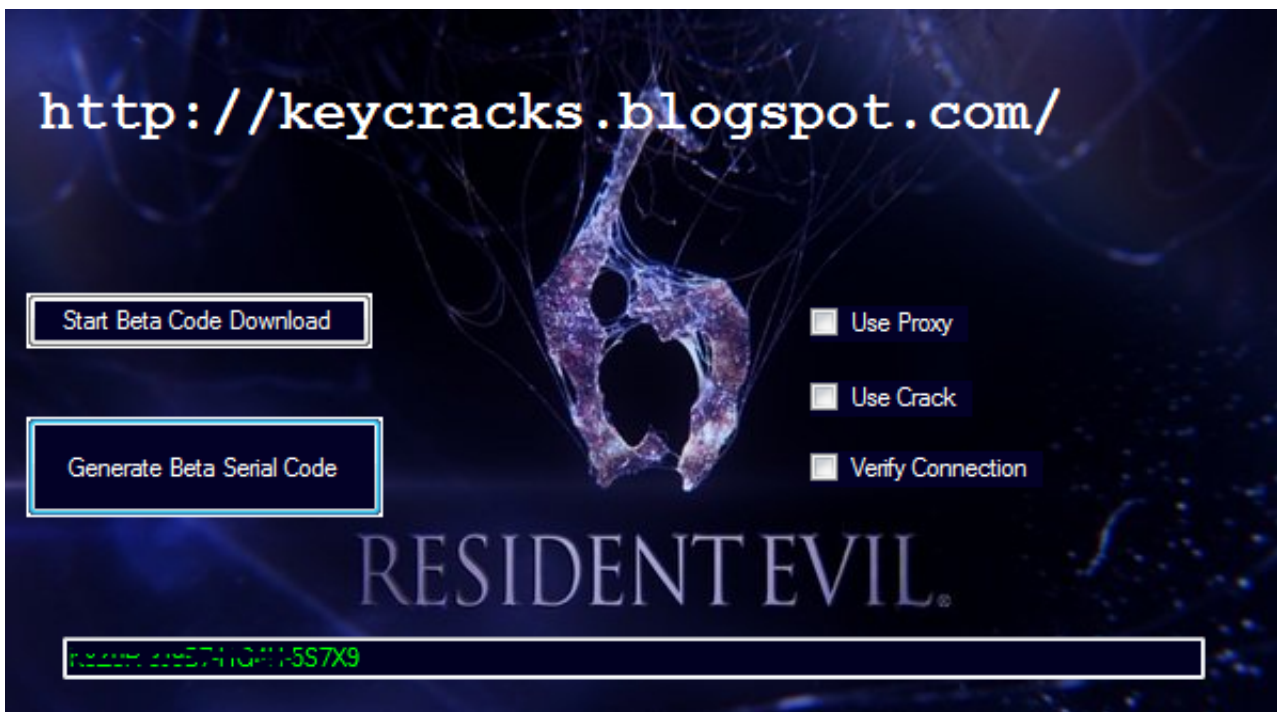 http://keycracks.blogspot.com/
Start Beta Code Download
Use Proxy
Use Crack
Generate Beta Serial Code
Verify Connection
RESIDENT EVIL®
-5S7X9